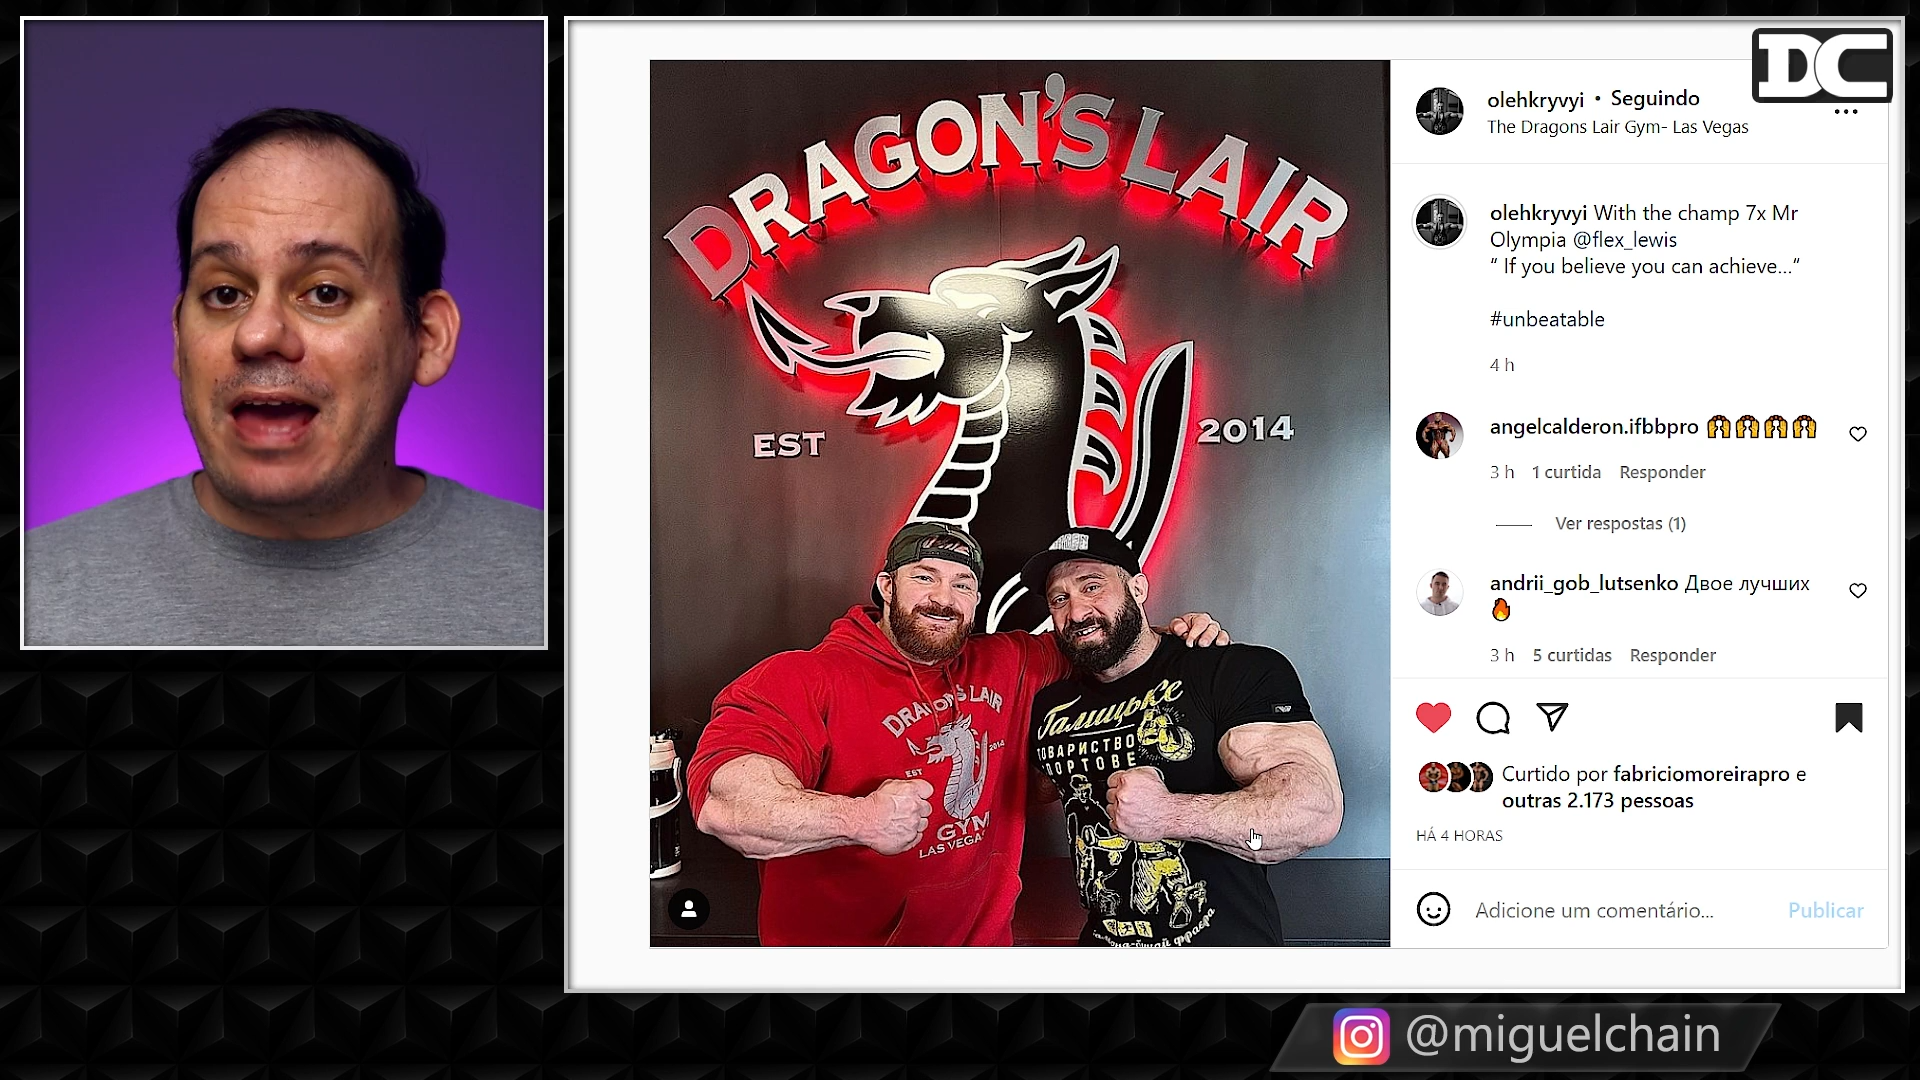 DC
DRAGON'S LAIR
EST
2014
DRAGON'S LAIR
EST
2014
GYM
LAS VEGAS
Галицьке
ТОВАРИСТВО
СПОРТОВЕ
olehkryvyi • Seguindo
The Dragons Lair Gym- Las Vegas
olehkryvyi With the champ 7x Mr
Olympia @flex_lewis
“ If you believe you can achieve...“
#unbeatable
4 h
angelcalderon.ifbbpro
3 h 1 curtida Responder
Ver respostas (1)
andrii_gob_lutsenko Двое лучших
🔥
3 h 5 curtidas Responder
Curtido por fabriciomoreirapro e
outras 2.173 pessoas
HÁ 4 HORAS
Adicione um comentário...
Publicar
@miguelchain